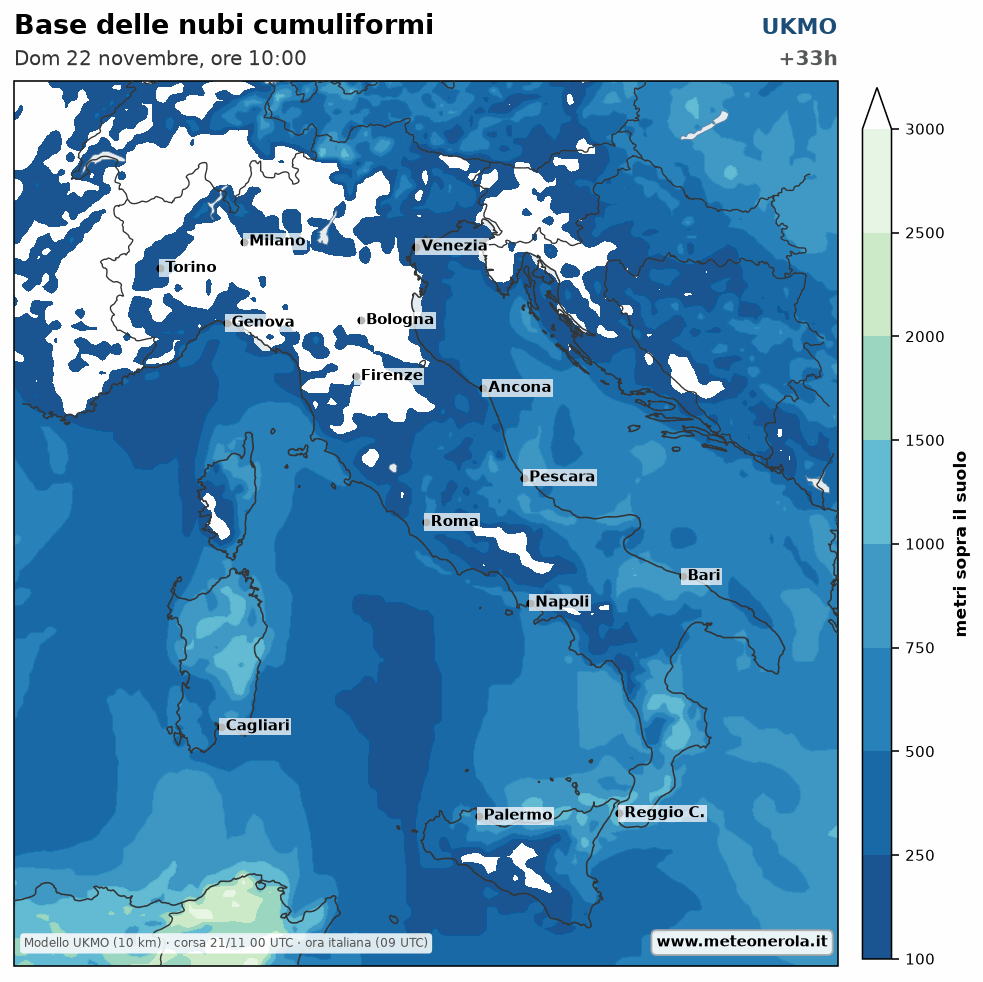 Base delle nubi cumuliformi
UKMO
Dom 22 novembre, ore 10:00
+33h
3000
2500
2000
1500
1000
750
500
250
100
metri sopra il suolo
Milano
Venezia
Torino
Genova
Bologna
Firenze
Ancona
Pescara
Roma
Bari
Napoli
Cagliari
Palermo
Reggio C.
Modello UKMO (10 km) · corsa 21/11 00 UTC · ora italiana (09 UTC)
www.meteonerola.it